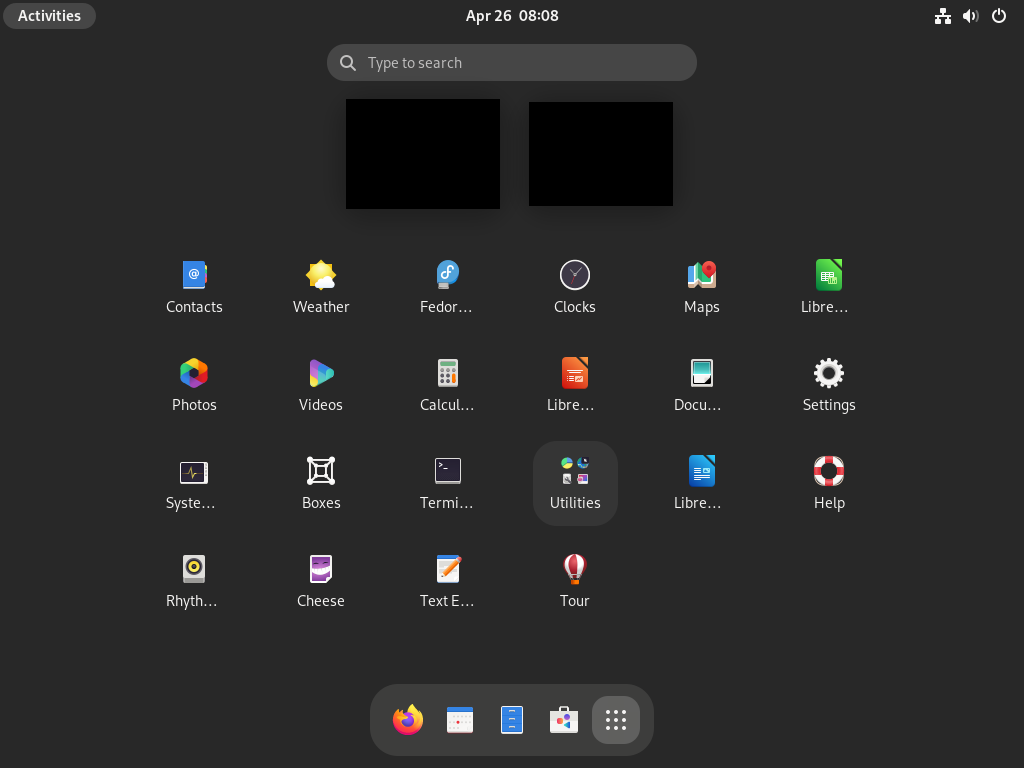 Activities
Apr 26 08:08
Type to search
Contacts
Weather
Fedor...
Clocks
Maps
Libre...
Photos
Videos
Calcul...
Libre...
Docu...
Settings
Syste...
Boxes
Termi...
Utilities
Libre...
Help
Rhyth...
Cheese
Text E...
Tour